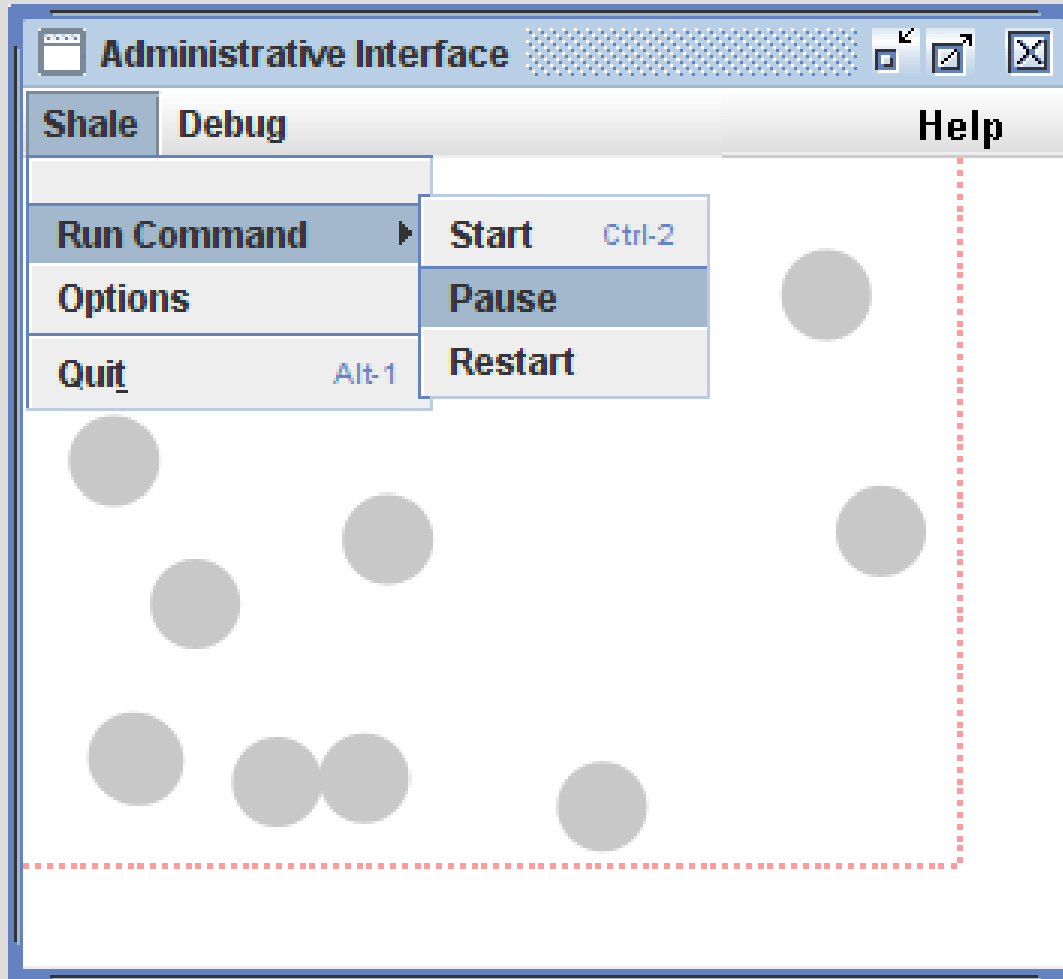 Administrative Interface
Shale Debug Help
Run Command
Start Ctrl-2
Options
Pause
Restart
Quit Alt-1